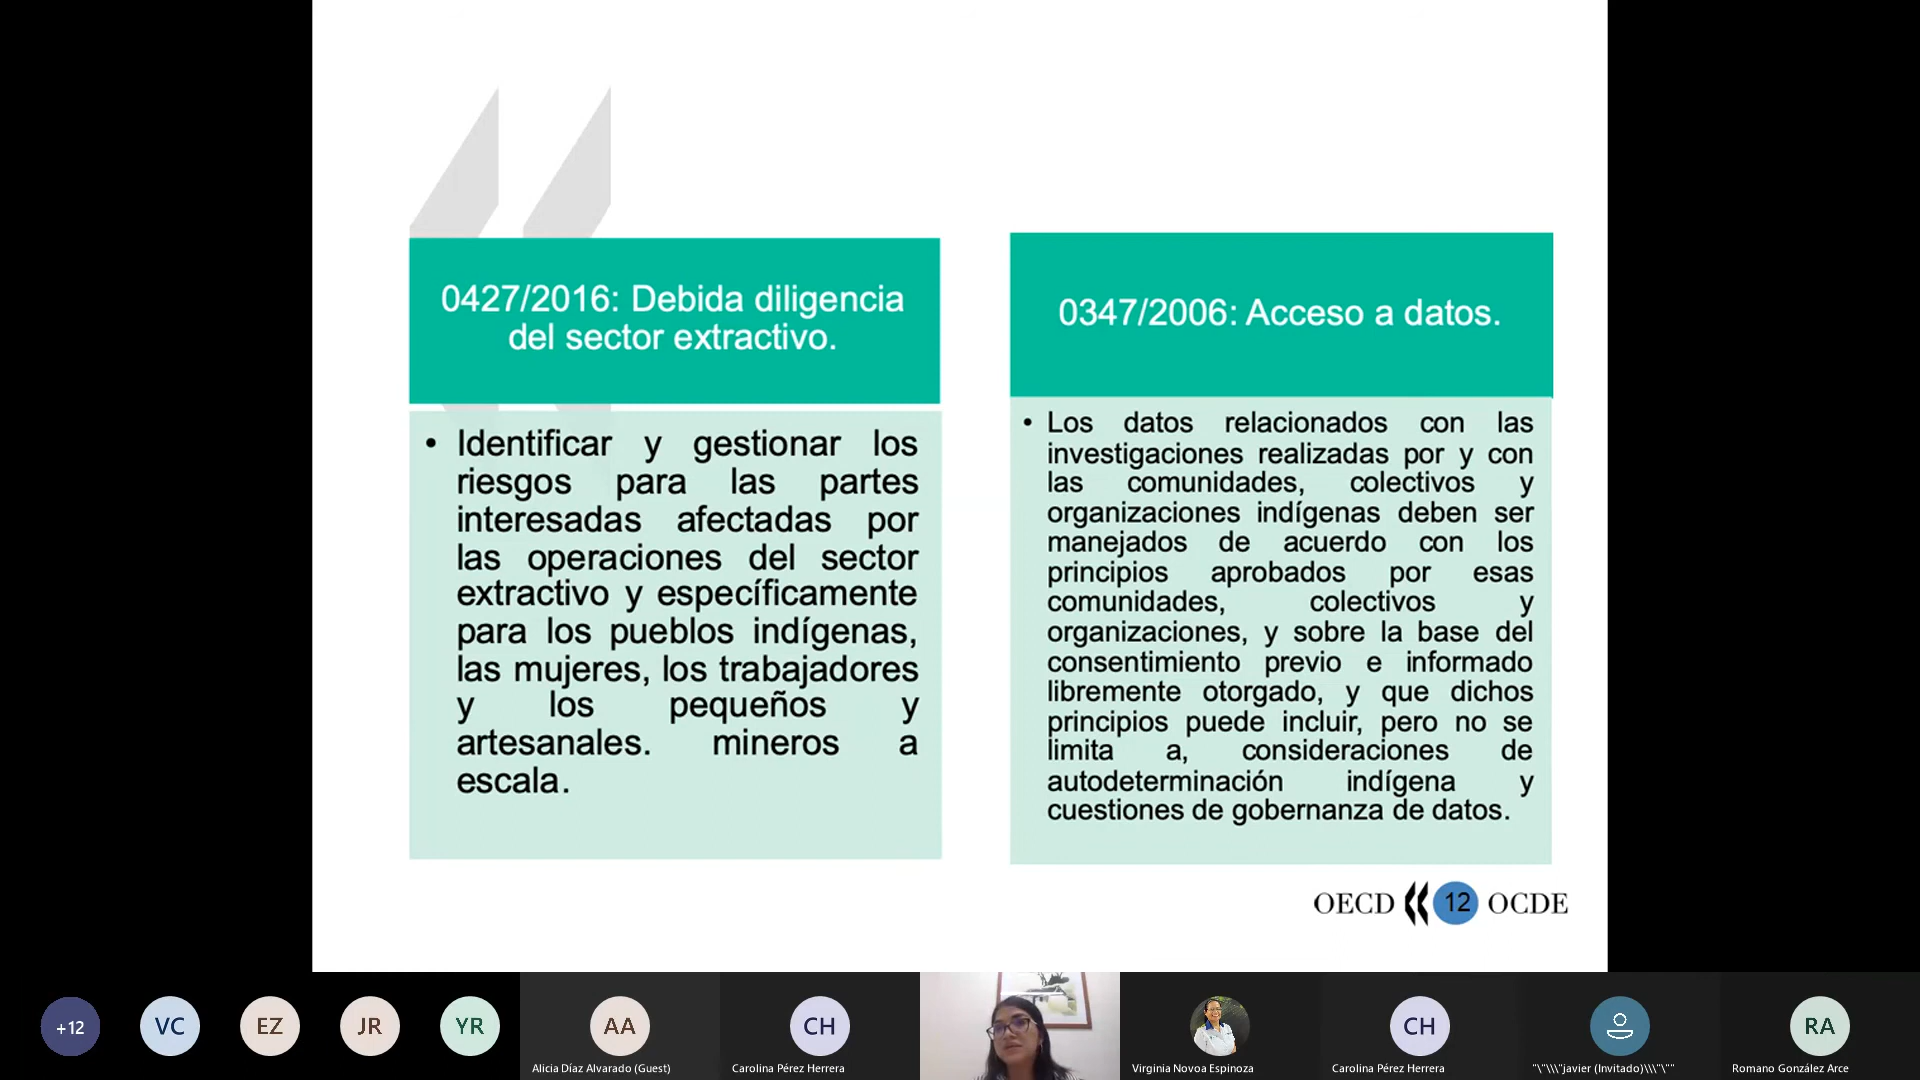 0427/2016: Debida diligencia
del sector extractivo.
• Identificar y gestionar los
riesgos para las partes
interesadas afectadas por
las operaciones del sector
extractivo y específicamente
para los pueblos indígenas,
las mujeres, los trabajadores
y los pequeños y
artesanales. mineros a
escala.
0347/2006: Acceso a datos.
• Los datos relacionados con las
investigaciones realizadas por y con
las comunidades, colectivos y
organizaciones indígenas deben ser
manejados de acuerdo con los
principios aprobados por esas
comunidades, colectivos y
organizaciones, y sobre la base del
consentimiento previo e informado
libremente otorgado, y que dichos
principios puede incluir, pero no se
limita a, consideraciones de
autodeterminación indígena y
cuestiones de gobernanza de datos.
OECD 12 OCDE
+12
VC
EZ
JR
YR
AA
Alicia Díaz Alvarado (Guest)
CH
Carolina Pérez Herrera
Virginia Novoa Espinoza
CH
Carolina Pérez Herrera
"\"\\\"javier (Invitado)\\\"\""
RA
Romano González Arce